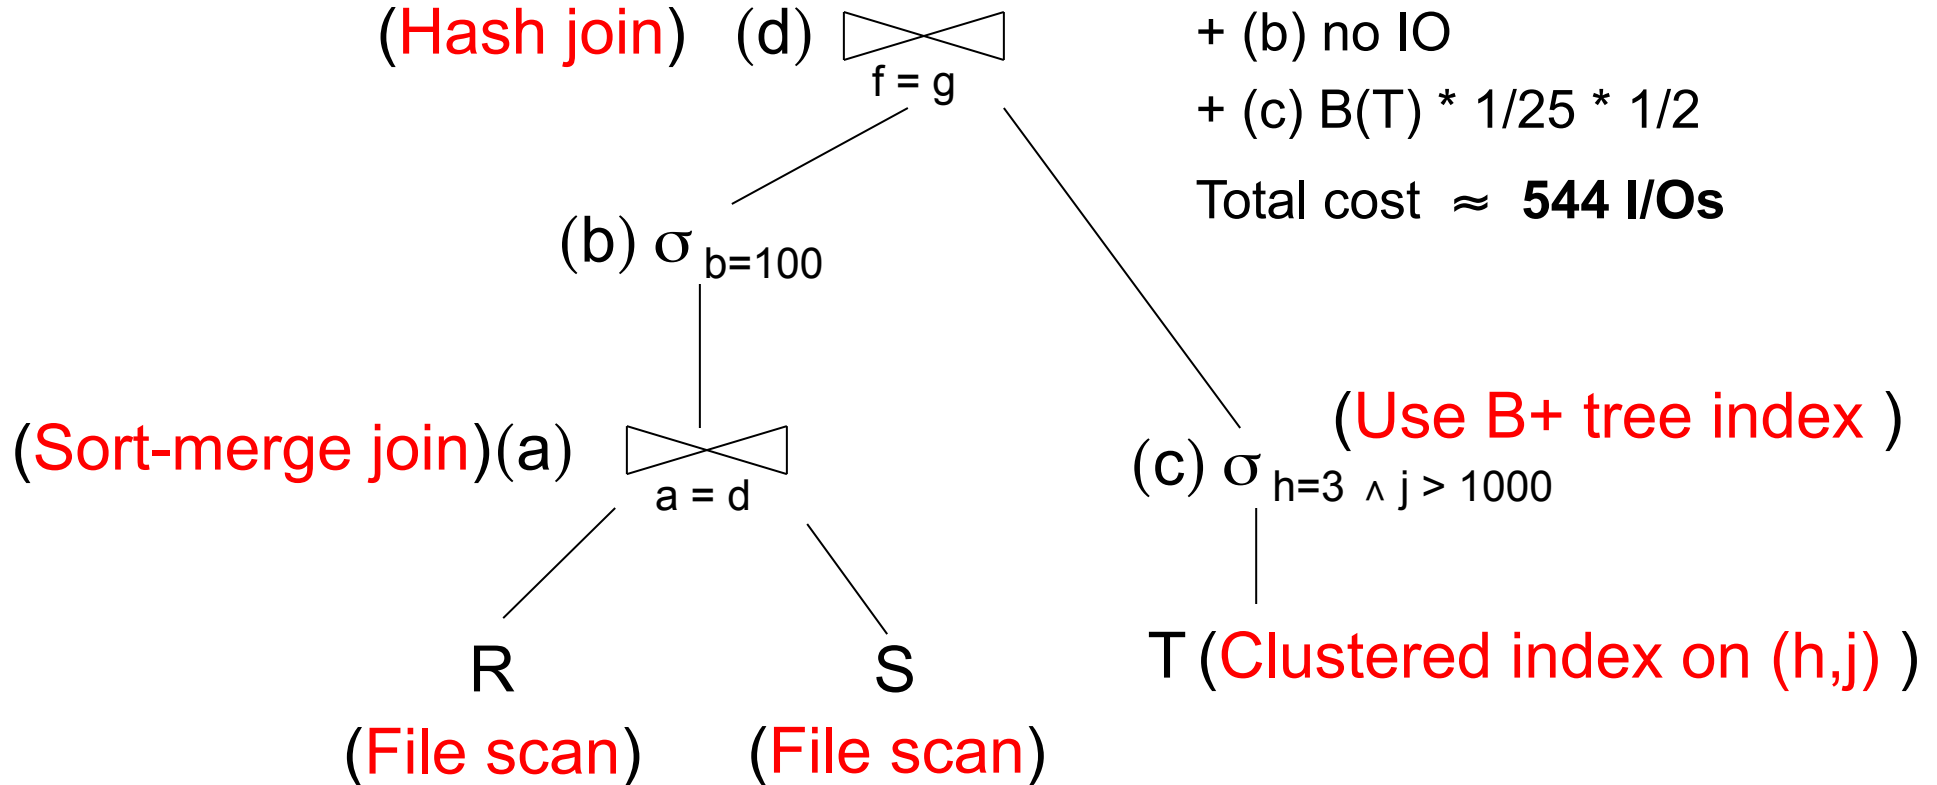 (Hash join) (d)
f = g
+ (b) no IO
+ (c) B(T) * 1/25 * 1/2
Total cost ≈ 544 I/Os
(b) σ b=100
(Use B+ tree index )
(Sort-merge join)(a)
a = d
(c) σ h=3 ∧ j > 1000
R
S
T (Clustered index on (h,j) )
(File scan)
(File scan)